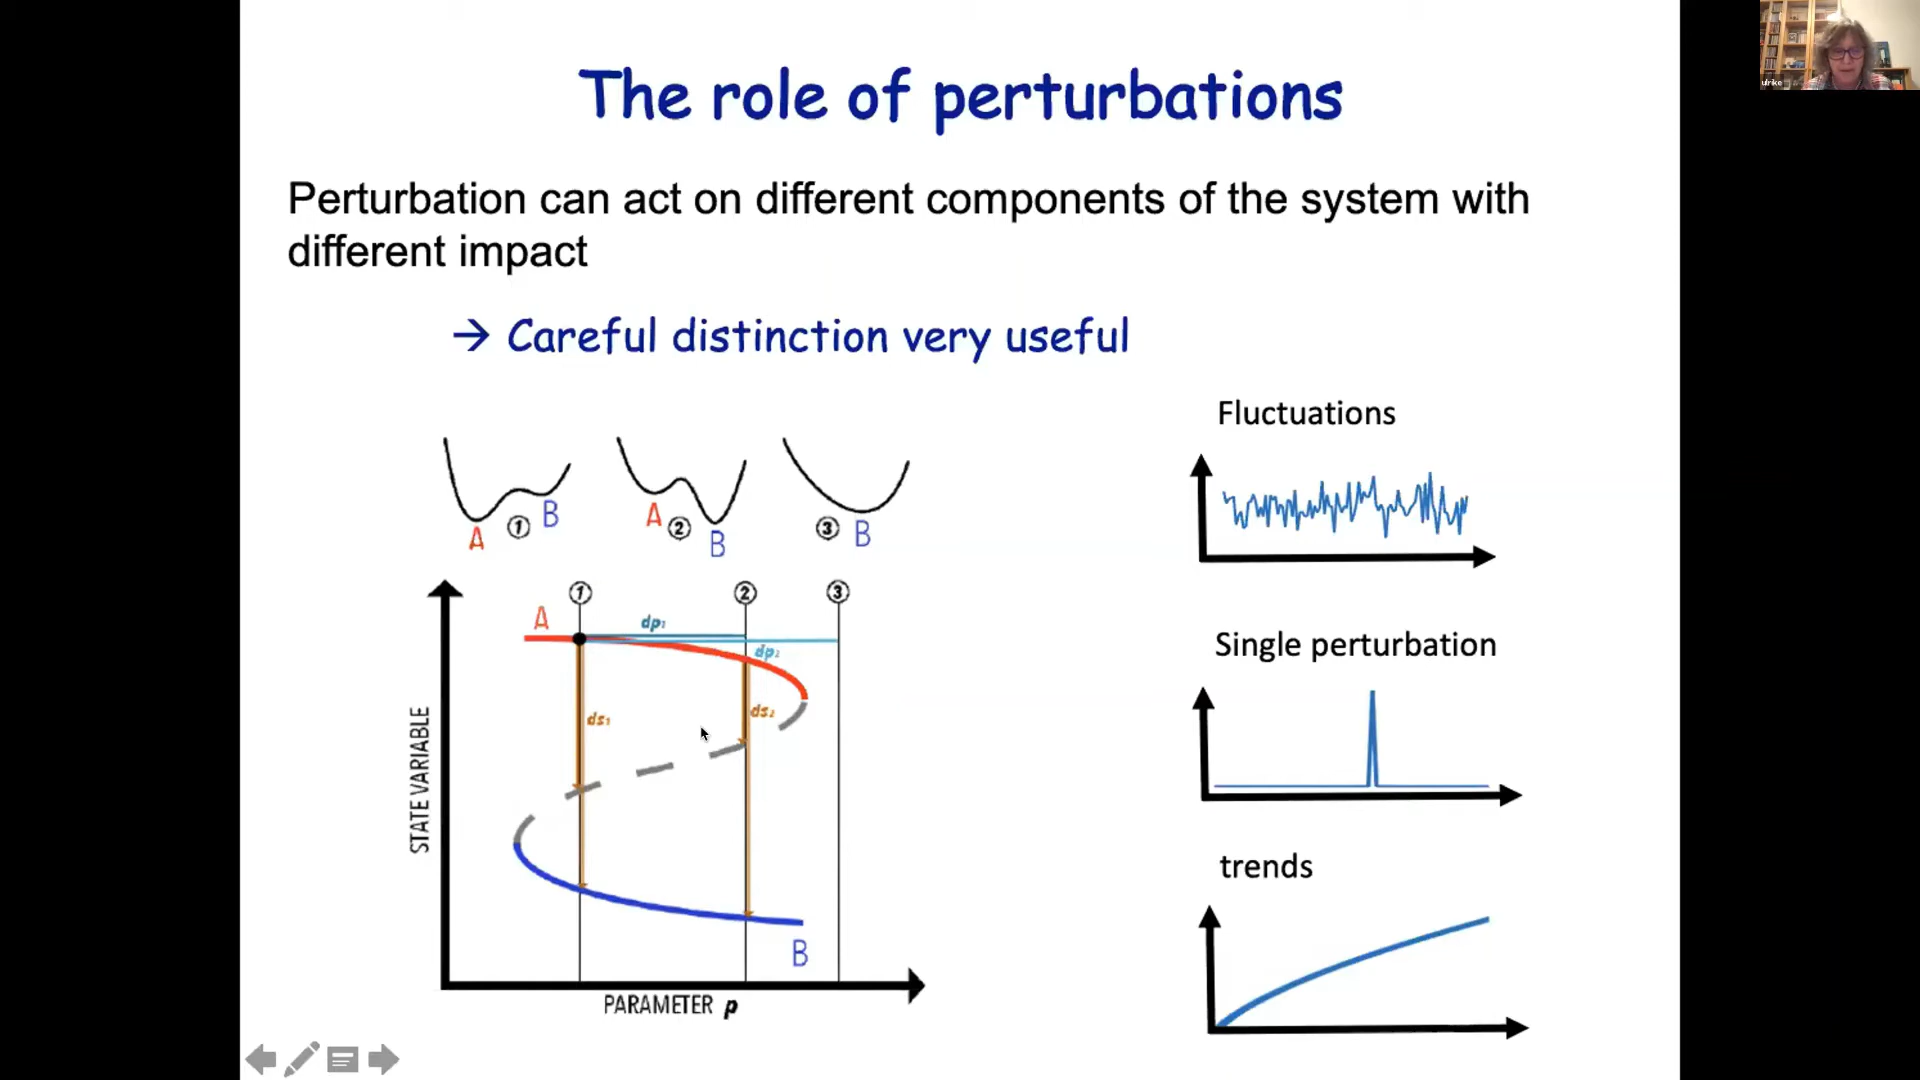 ulrike
The role of perturbations
Perturbation can act on different components of the system with
different impact
→ Careful distinction very useful
A ① B
A ② B
③ B
① ② ③
A
dp₁
dp₂
ds₁
ds₂
B
STATE VARIABLE
PARAMETER p
Fluctuations
Single perturbation
trends